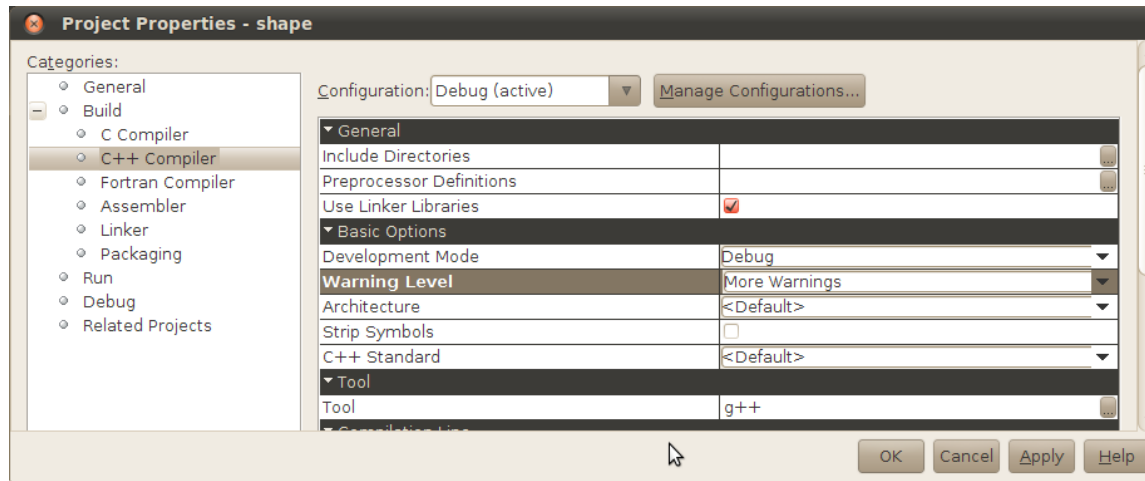 Project Properties - shape
Categories:
General
Build
C Compiler
C++ Compiler
Fortran Compiler
Assembler
Linker
Packaging
Run
Debug
Related Projects
Configuration: Debug (active) Manage Configurations...
General
Include Directories ...
Preprocessor Definitions ...
Use Linker Libraries
Basic Options
Development Mode Debug
Warning Level More Warnings
Architecture <Default>
Strip Symbols
C++ Standard <Default>
Tool
Tool g++ ...
Compilation Line
OK Cancel Apply Help